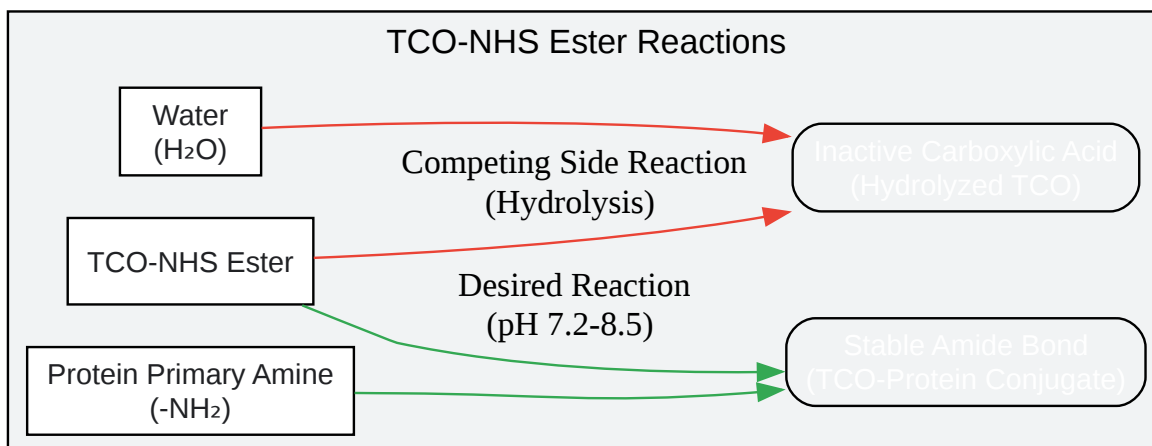 TCO-NHS Ester Reactions
Water
(H₂O)
Inactive Carboxylic Acid
(Hydrolyzed TCO)
Competing Side Reaction
(Hydrolysis)
TCO-NHS Ester
Desired Reaction
(pH 7.2-8.5)
Stable Amide Bond
(TCO-Protein Conjugate)
Protein Primary Amine
(-NH₂)